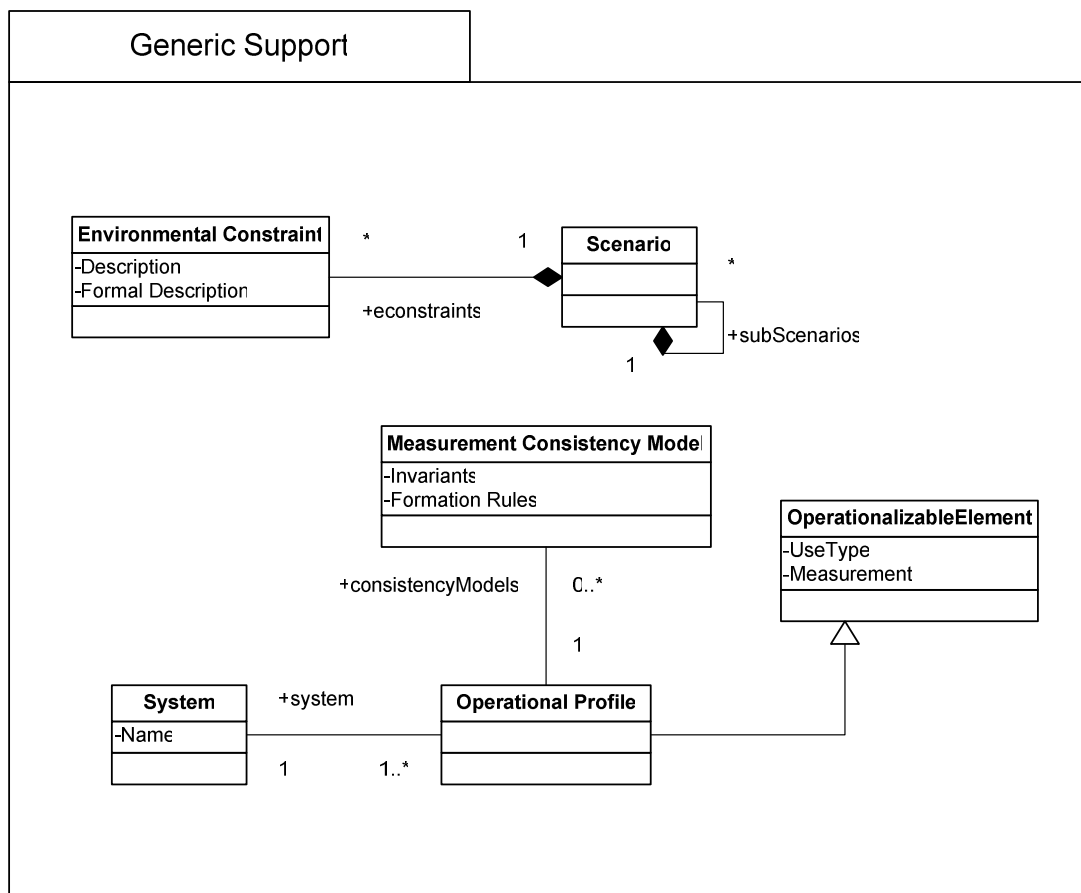 Generic Support
Environmental Constraint
-Description
-Formal Description
*
1
+econstraints
Scenario
*
+subScenarios
1
Measurement Consistency Model
-Invariants
-Formation Rules
+consistencyModels
0..*
1
OperationalizableElement
-UseType
-Measurement
System
-Name
+system
1
1..*
Operational Profile